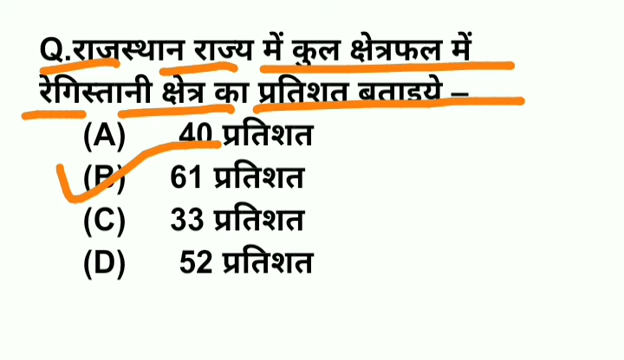 Q.राजस्थान राज्य में कुल क्षेत्रफल में
रेगिस्तानी क्षेत्र का प्रतिशत बताइये –
(A) 40 प्रतिशत
(B) 61 प्रतिशत
(C) 33 प्रतिशत
(D) 52 प्रतिशत